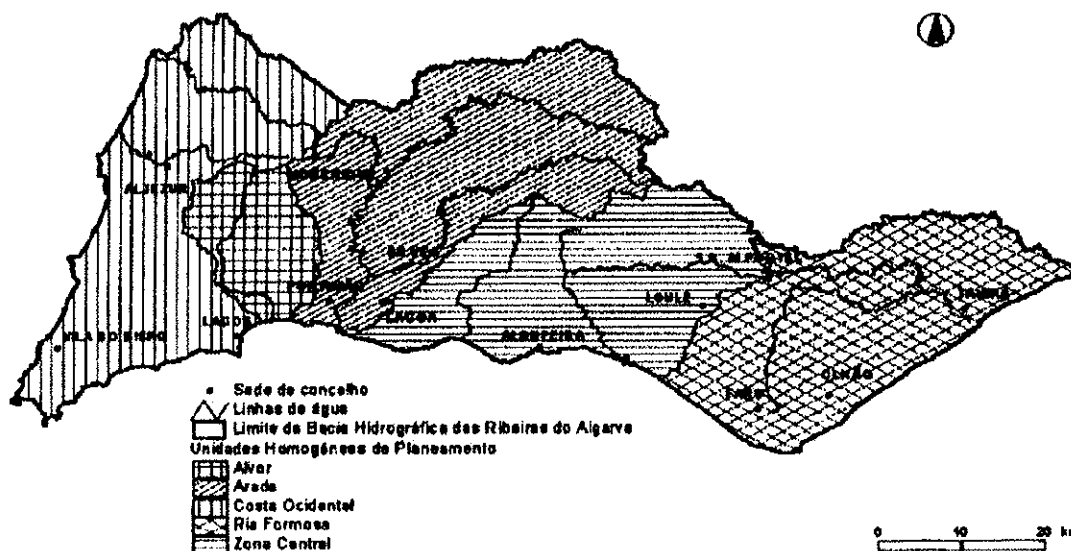 ALJEZUR
SILVES
S.B. ALPORTEL
TAVIRA
LOULÉ
LAGOA
LAGOS
ALBUFEIRA
VILA DO BISPO
OLHÃO
FARO
Sede de concelho
Linhas de água
Limite da Bacia Hidrográfica das Ribeiras do Algarve
Unidades Homogéneas de Planeamento
Alvor
Arade
Costa Ocidental
Ria Formosa
Zona Central
0 10 20 km